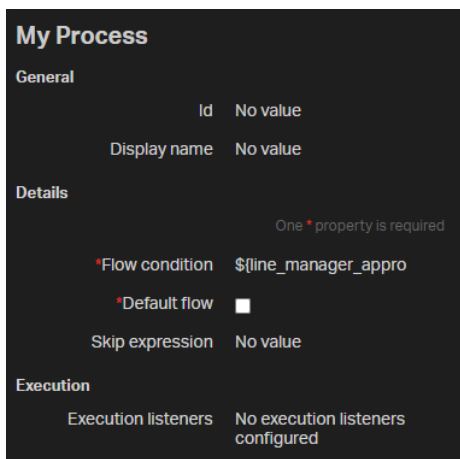 My Process
General
Id No value
Display name No value
Details
One * property is required
*Flow condition ${line_manager_appro
*Default flow
Skip expression No value
Execution
Execution listeners No execution listeners
configured